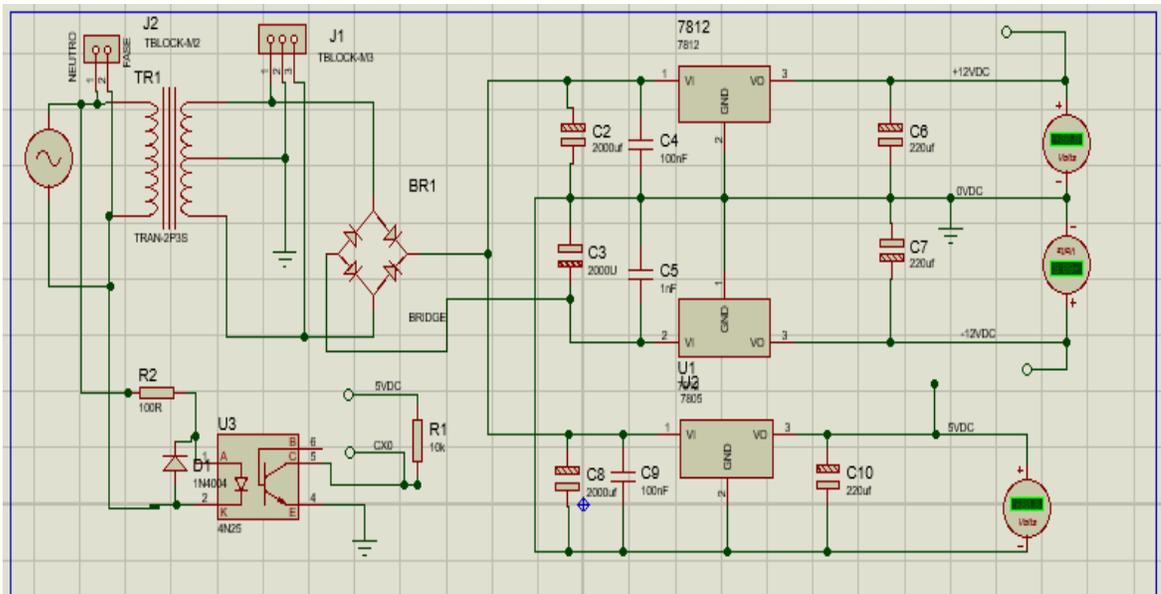 J2
TBLOCK-M2
NEUTRO
FASE
1
2
J1
TBLOCK-M3
1
2
3
TR1
TRAN-2P3S
BR1
BRIDGE
7812
7812
1
VI
VO
3
GND
2
+12VDC
C2
2000uf
C4
100nF
C6
220uf
+
Volts
-
0VDC
C3
2000U
C5
1nF
C7
220uf
-
+
1
GND
2
VI
VO
3
-12VDC
U1
U2
7805
R2
100R
5VDC
CX0
R1
10k
U3
D1
1N4004
1
A
2
K
B
6
C
5
E
4
4N25
1
VI
VO
3
GND
2
5VDC
C8
2000uf
C9
100nF
C10
220uf
+
Volts
-